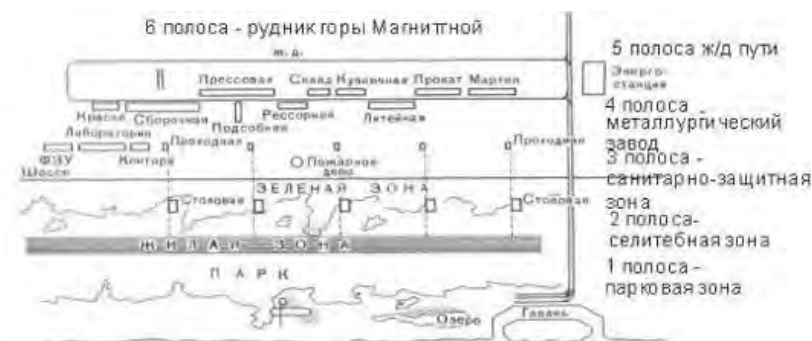 6 полоса - рудник горы Магнитгной
ж. д.
5 полоса ж/д пути
Энерго-
станция
Прессовая
Склад
Кузнечная
Прокат
Мартен
Красил
Сборочная
Подсобная
Рессорная
Литейная
4 полоса -
металлургический
завод
ФЗУ
Лаборатория
Контора
Проходная
Пожарное
депо
Проходная
3 полоса -
санитарно-защитная
зона
Шоссе
ЗЕЛЕНАЯ ЗОНА
Столовая
Столовая
2 полоса-
селитебная зона
ЖИЛАЯ ЗОНА
ПАРК
1 полоса -
парковая зона
Озеро
Гавань